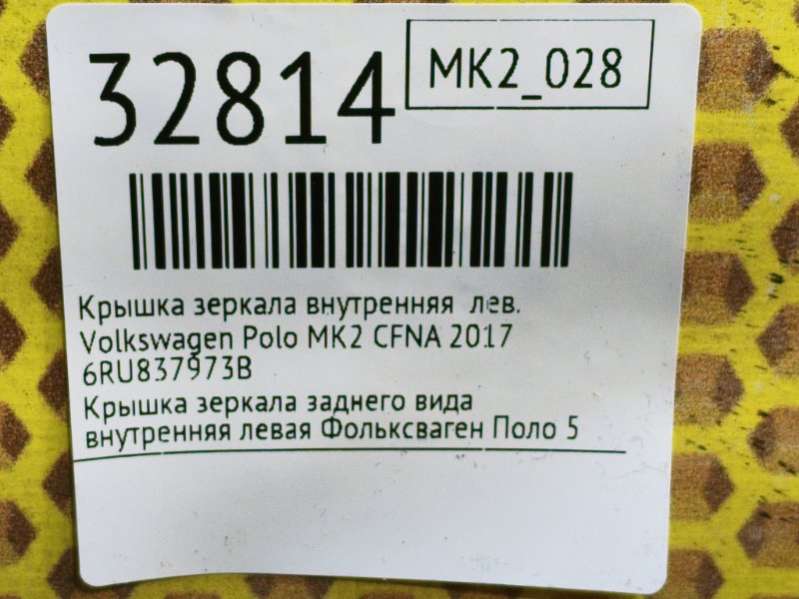 32814
MK2_028
Крышка зеркала внутренняя лев.
Volkswagen Polo MK2 CFNA 2017
6RU837973B
Крышка зеркала заднего вида
внутренняя левая Фольксваген Поло 5